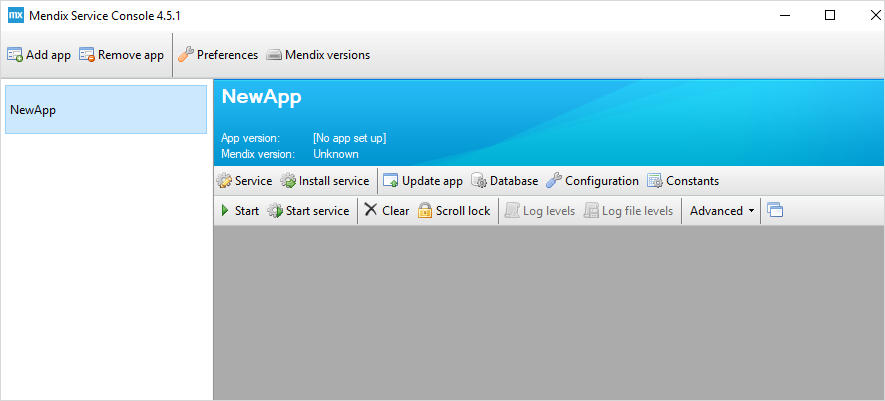 mx Mendix Service Console 4.5.1
Add app Remove app Preferences Mendix versions
NewApp
NewApp
App version: [No app set up]
Mendix version: Unknown
Service Install service Update app Database Configuration Constants
Start Start service Clear Scroll lock Log levels Log file levels Advanced